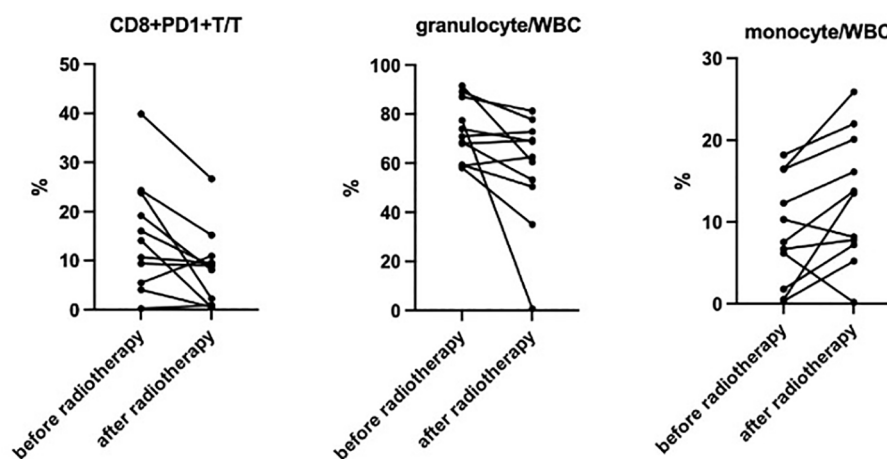 CD8+PD1+T/T
50
40
30
20
10
0
%
before radiotherapy
after radiotherapy
granulocyte/WBC
100
80
60
40
20
0
%
before radiotherapy
after radiotherapy
monocyte/WBC
30
20
10
0
%
before radiotherapy
after radiotherapy